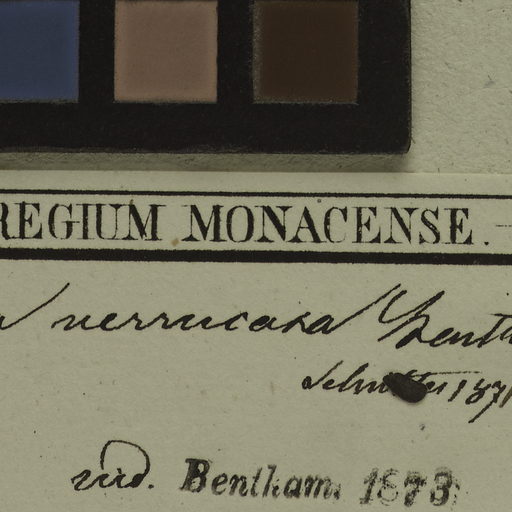 REGIUM MONACENSE.
verrucosa Benth
1871
vid. Bentham. 1873.